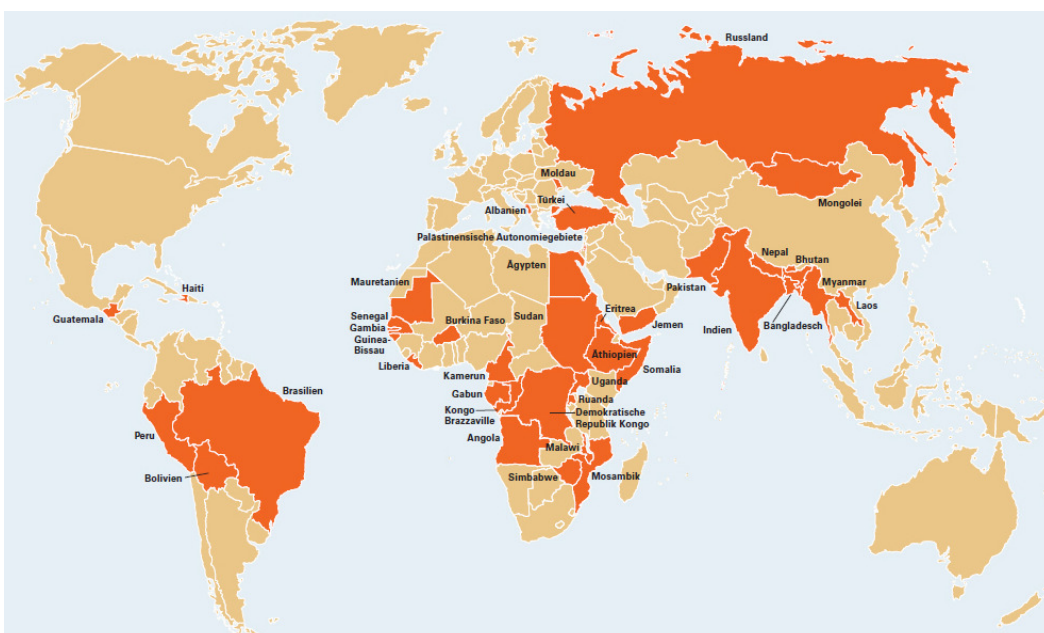 Russland
Moldau
Türkei
Albanien
Mongolei
Palästinensische Autonomiegebiete
Nepal
Bhutan
Ägypten
Mauretanien
Myanmar
Haiti
Pakistan
Eritrea
Laos
Senegal
Burkina Faso
Sudan
Guatemala
Gambia
Jemen
Indien
Bangladesch
Guinea-
Bissau
Äthiopien
Liberia
Somalia
Kamerun
Uganda
Brasilien
Gabun
Ruanda
Kongo
Brazzaville
Demokratische
Republik Kongo
Peru
Angola
Malawi
Bolivien
Simbabwe
Mosambik